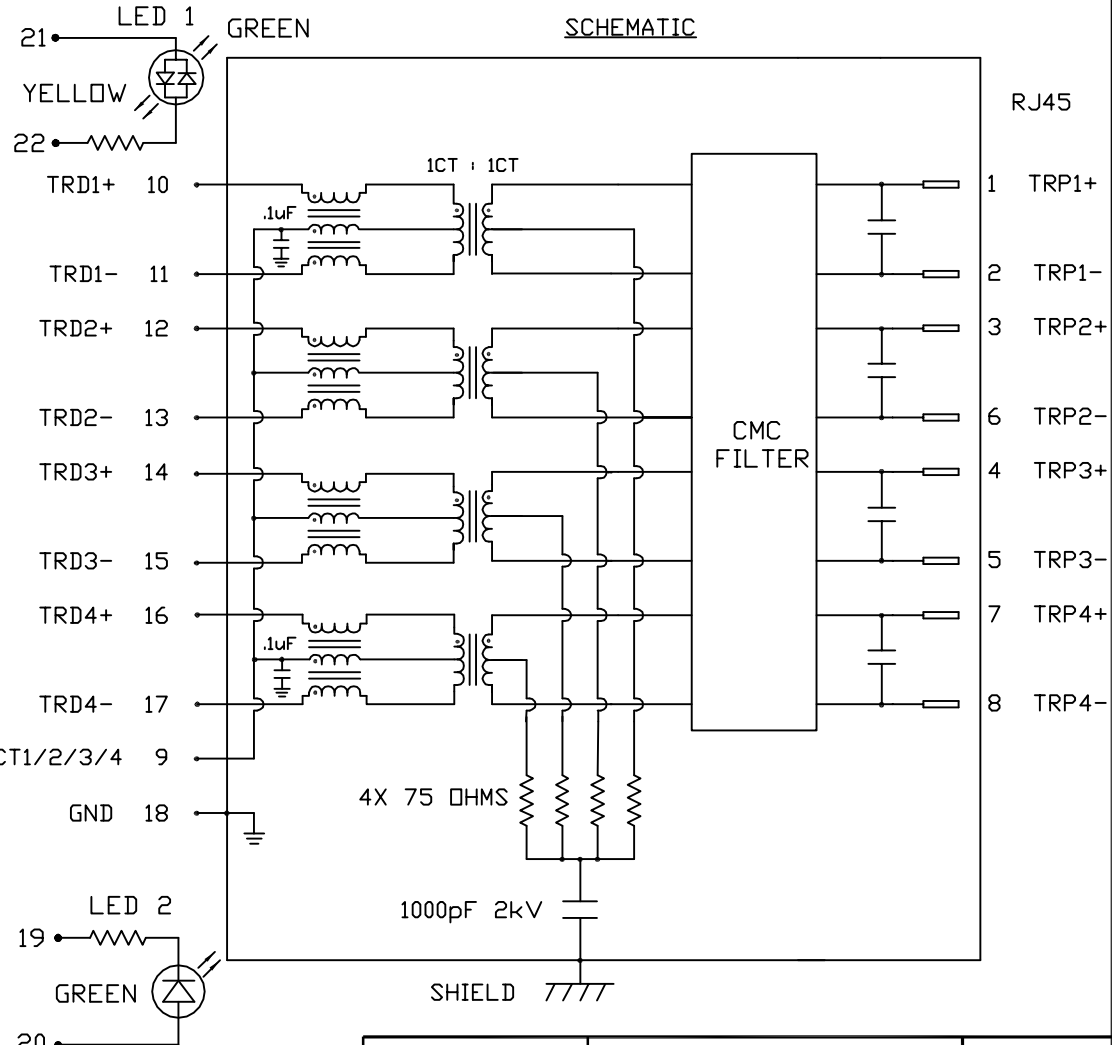 LED 1
21
GREEN
SCHEMATIC
YELLOW
22
RJ45
1CT : 1CT
TRD1+ 10
1 TRP1+
.1uF
TRD1- 11
2 TRP1-
TRD2+ 12
3 TRP2+
TRD2- 13
6 TRP2-
CMC
FILTER
TRD3+ 14
4 TRP3+
TRD3- 15
5 TRP3-
TRD4+ 16
7 TRP4+
.1uF
TRD4- 17
8 TRP4-
CT1/2/3/4 9
4X 75 OHMS
GND 18
LED 2
1000pF 2kV
19
GREEN
SHIELD
20